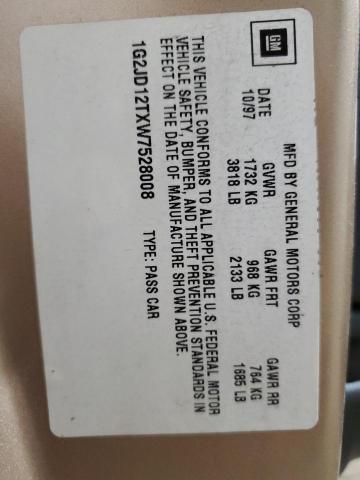 GM
MFD BY GENERAL MOTORS CORP
DATE GVWR GAWR FRT GAWR RR
10/97 1732 KG 968 KG 764 KG
3818 LB 2133 LB 1685 LB
THIS VEHICLE CONFORMS TO ALL APPLICABLE U.S. FEDERAL MOTOR
VEHICLE SAFETY, BUMPER, AND THEFT PREVENTION STANDARDS IN
EFFECT ON THE DATE OF MANUFACTURE SHOWN ABOVE.
1G2JD12TXW7528008 TYPE: PASS CAR